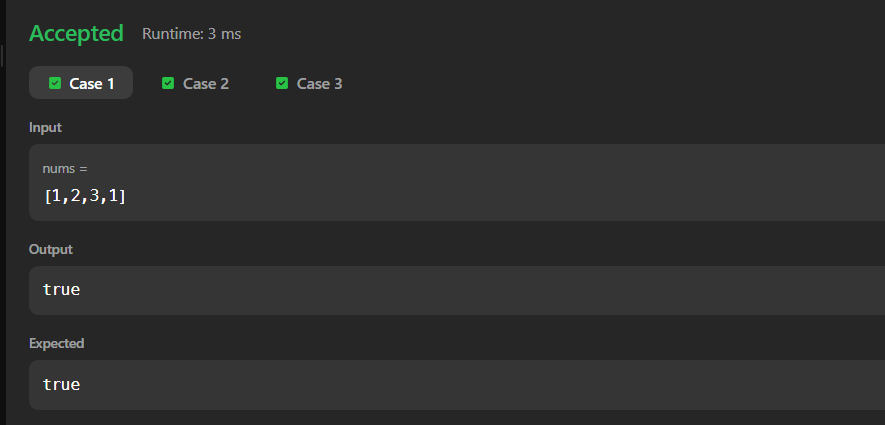 Accepted Runtime: 3 ms
Case 1 Case 2 Case 3
Input
nums =
[1,2,3,1]
Output
true
Expected
true